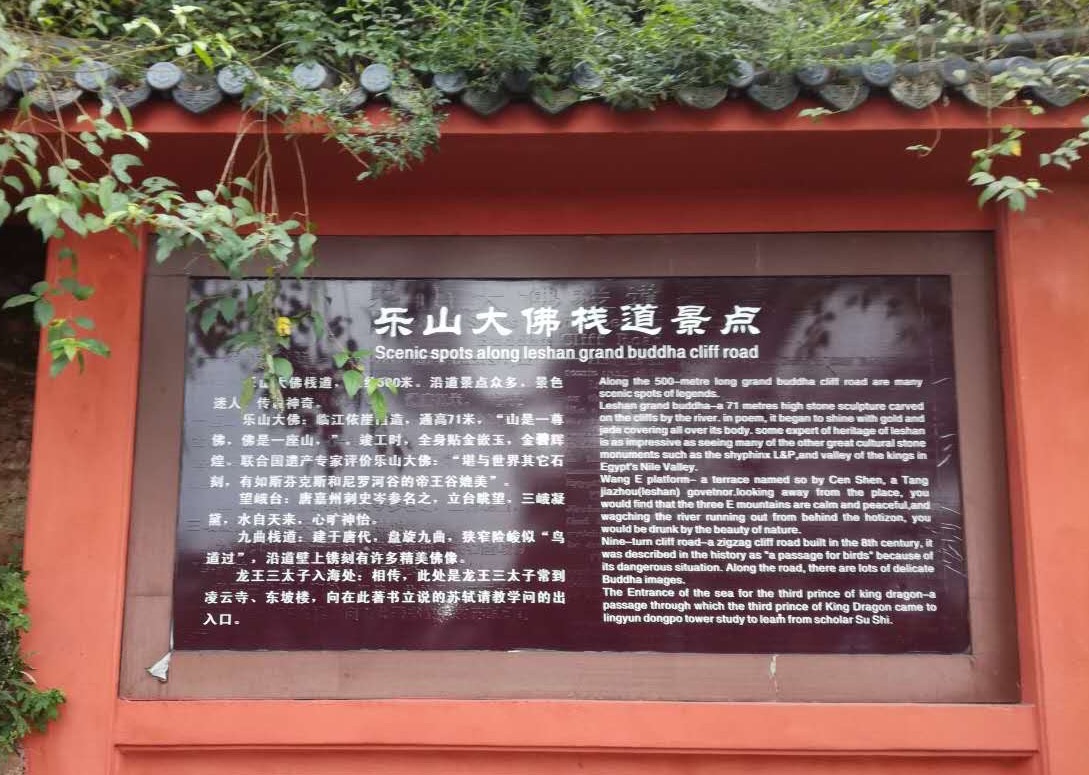 乐山大佛栈道景点
Scenic spots along leshan grand buddha cliff road
乐山大佛栈道，500米。沿道景点众多，景色
迷人，传说神奇。
乐山大佛：临江依崖造，通高71米，“山是一尊
佛，佛是一座山，”。竣工时，全身贴金嵌玉，金碧辉
煌。联合国遗产专家评价乐山大佛：“堪与世界其它石
刻，有如斯芬克斯和尼罗河谷的帝王谷媲美”。
望峨台：唐嘉州刺史岑参名之，立台眺望，三峨凝
黛，水自天来，心旷神怡。
九曲栈道：建于唐代，盘旋九曲，狭窄险峻似“鸟
道过”，沿道壁上镌刻有许多精美佛像。
龙王三太子入海处：相传，此处是龙王三太子常到
凌云寺、东坡楼，向在此著书立说的苏轼请教学问的出
入口。
Along the 500-metre long grand buddha cliff road are many
scenic spots of legends.
Leshan grand buddha-a 71 metres high stone sculpture carved
on the cliffs by the river, in poem, it began to shine with gold and
jade covering all over its body. some expert of heritage of leshan
is as impressive as seeing many of the other great cultural stone
monuments such as the shyphinx L&P,and valley of the kings in
Egypt's Nile Valley.
Wang E platform- a terrace named so by Cen Shen, a Tang
jiazhou(leshan) govetnor.looking away from the place, you
would find that the three E mountains are calm and peaceful,and
wagching the river running out from behind the hotizon, you
would be drunk by the beauty of nature.
Nine-turn cliff road-a zigzag cliff road built in the 8th century, it
was described in the history as "a passage for birds" because of
its dangerous situation. Along the road, there are lots of delicate
Buddha images.
The Entrance of the sea for the third prince of king dragon-a
passage through which the third prince of King Dragon came to
lingyun dongpo tower study to learn from scholar Su Shi.